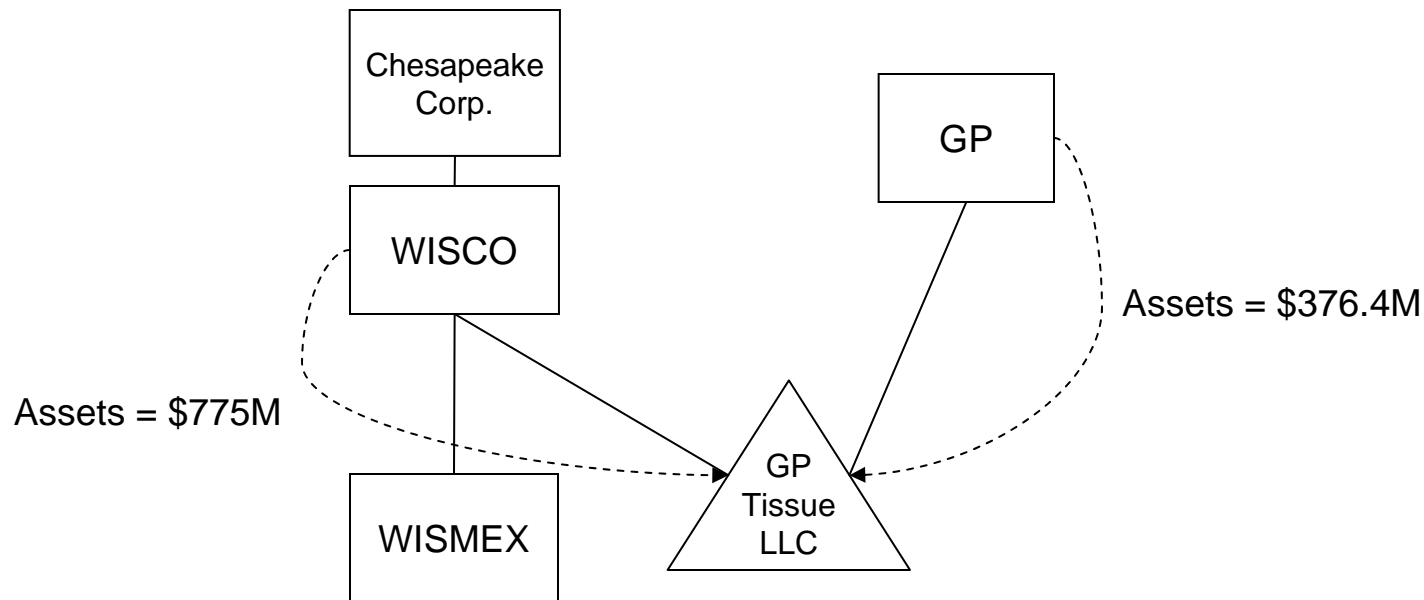 Chesapeake
Corp.
GP
WISCO
Assets = $376.4M
Assets = $775M
GP
Tissue
LLC
WISMEX